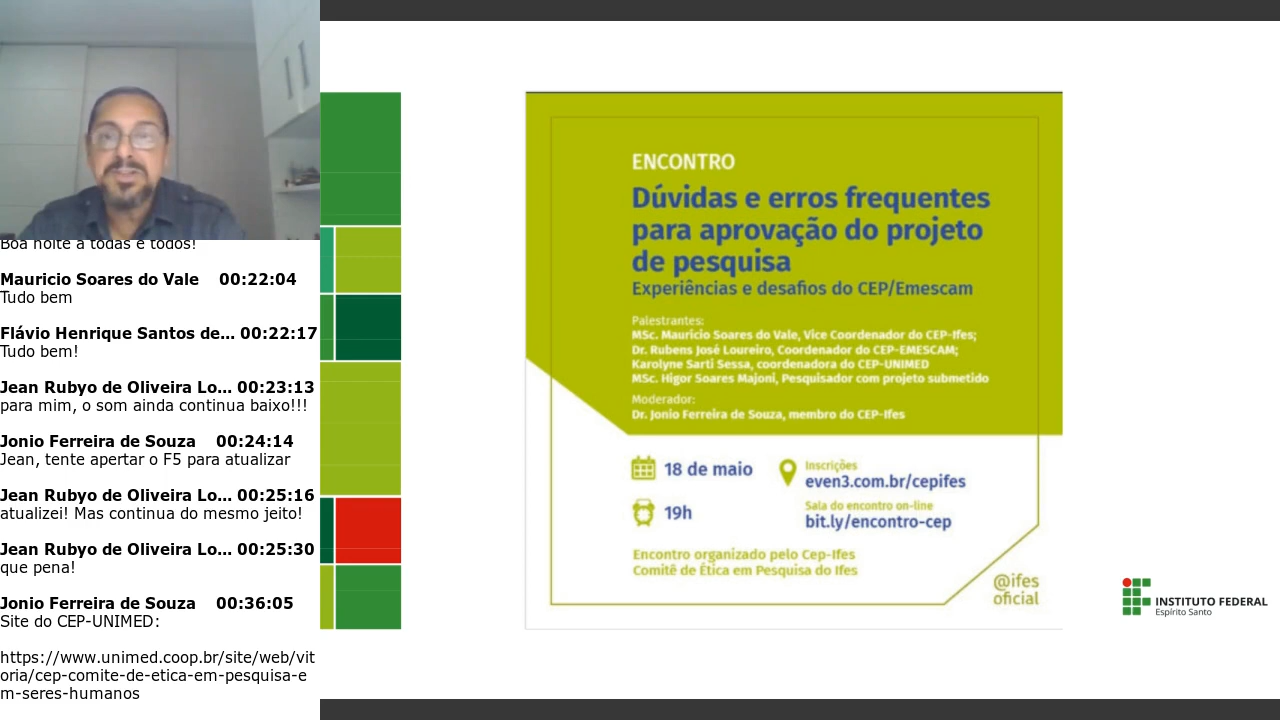 Boa noite a todas e todos!
Mauricio Soares do Vale 00:22:04
Tudo bem
Flávio Henrique Santos de... 00:22:17
Tudo bem!
Jean Rubyo de Oliveira Lo... 00:23:13
para mim, o som ainda continua baixo!!!
Jonio Ferreira de Souza 00:24:14
Jean, tente apertar o F5 para atualizar
Jean Rubyo de Oliveira Lo... 00:25:16
atualizei! Mas continua do mesmo jeito!
Jean Rubyo de Oliveira Lo... 00:25:30
que pena!
Jonio Ferreira de Souza 00:36:05
Site do CEP-UNIMED:
https://www.unimed.coop.br/site/web/vit
oria/cep-comite-de-etica-em-pesquisa-e
m-seres-humanos
ENCONTRO
Dúvidas e erros frequentes
para aprovação do projeto
de pesquisa
Experiências e desafios do CEP/Emescam
Palestrantes:
MSc. Mauricio Soares do Vale, Vice Coordenador do CEP-Ifes;
Dr. Rubens José Loureiro, Coordenador do CEP-EMESCAM;
Karolyne Sarti Sessa, coordenadora do CEP-UNIMED
MSc. Higor Soares Majoni, Pesquisador com projeto submetido
Moderador:
Dr. Jonio Ferreira de Souza, membro do CEP-Ifes
18 de maio
19h
Inscrições
even3.com.br/cepifes
Sala do encontro on-line
bit.ly/encontro-cep
Encontro organizado pelo Cep-Ifes
Comitê de Ética em Pesquisa do Ifes
@ifes
oficial
INSTITUTO FEDERAL
Espírito Santo